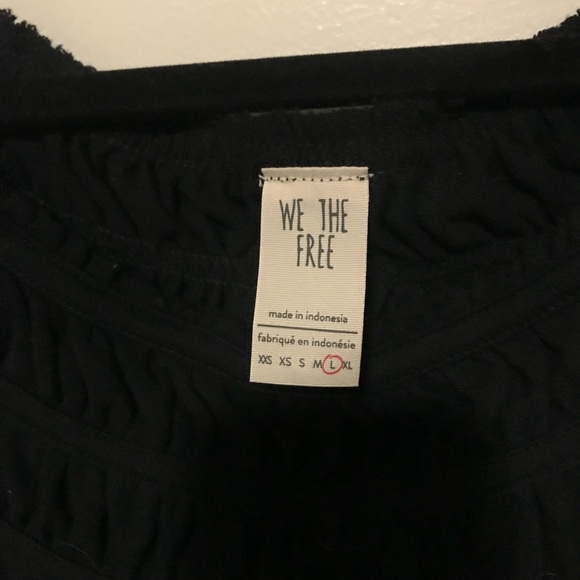 WE THE
FREE
made in indonesia
fabriqué en indonésie
XXS XS S M L XL